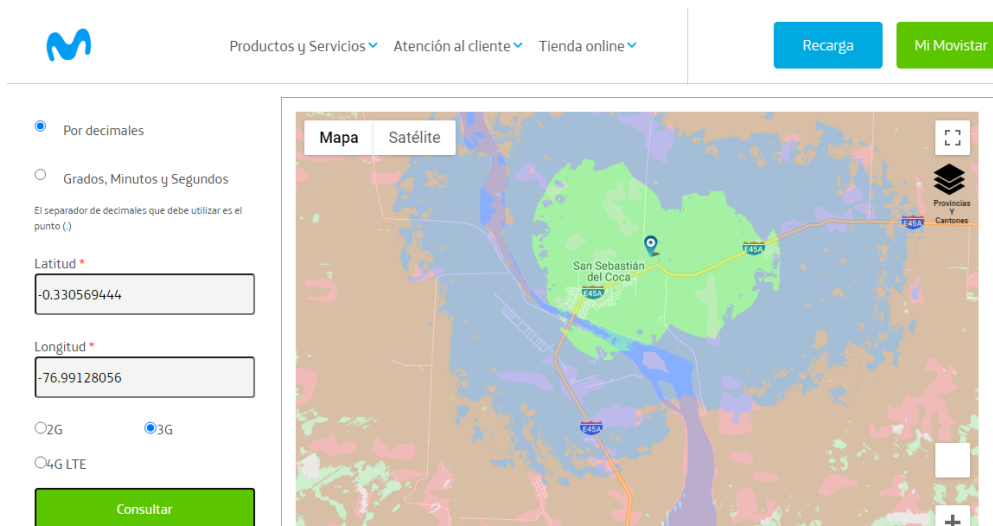 Productos y Servicios Atención al cliente Tienda online Recarga Mi Movistar
Por decimales
Grados, Minutos y Segundos
El separador de decimales que debe utilizar es el
punto (.)
Latitud *
-0.330569444
Longitud *
-76.99128056
2G 3G
4G LTE
Consultar
Mapa Satélite
Provincias
Y
Cantones
E45A
E45A
San Sebastián
del Coca
E45A
E45A